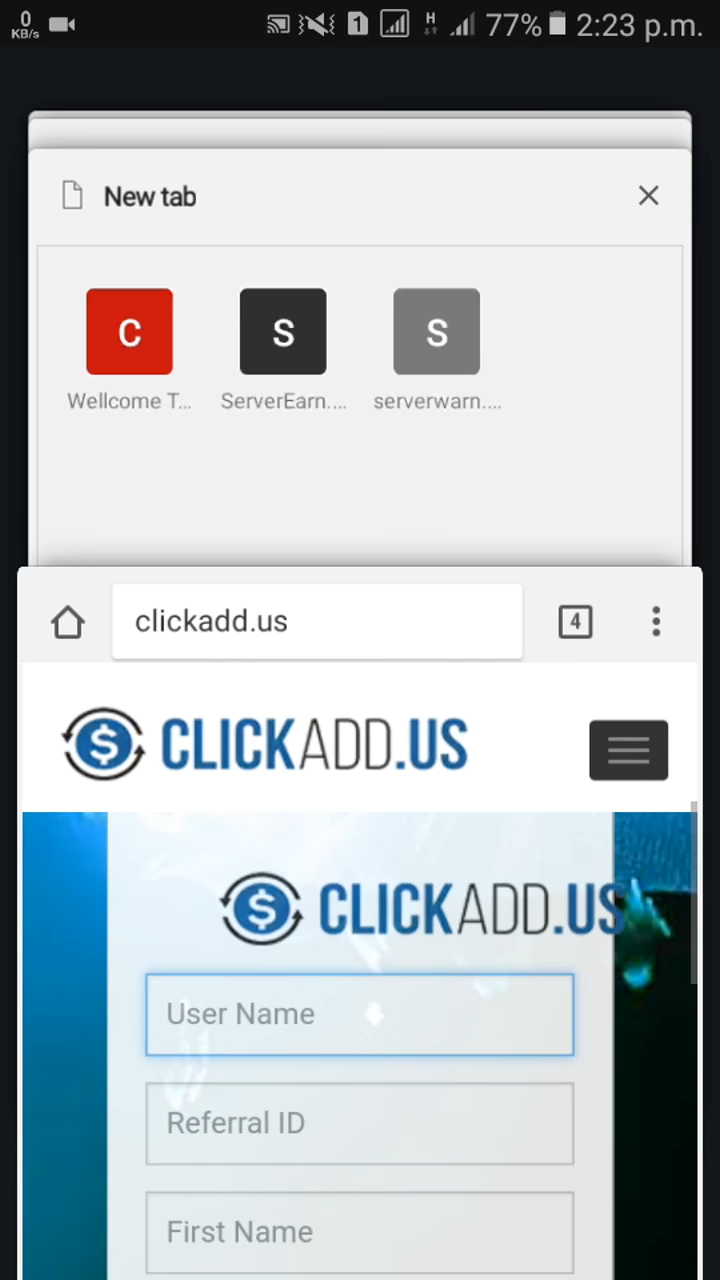 0
KB/s
1 H 77% 2:23 p.m.
New tab
C S S
Wellcome T... ServerEarn.... serverwarn....
clickadd.us 4
$ CLICKADD.US
$ CLICKADD.US
User Name
Referral ID
First Name